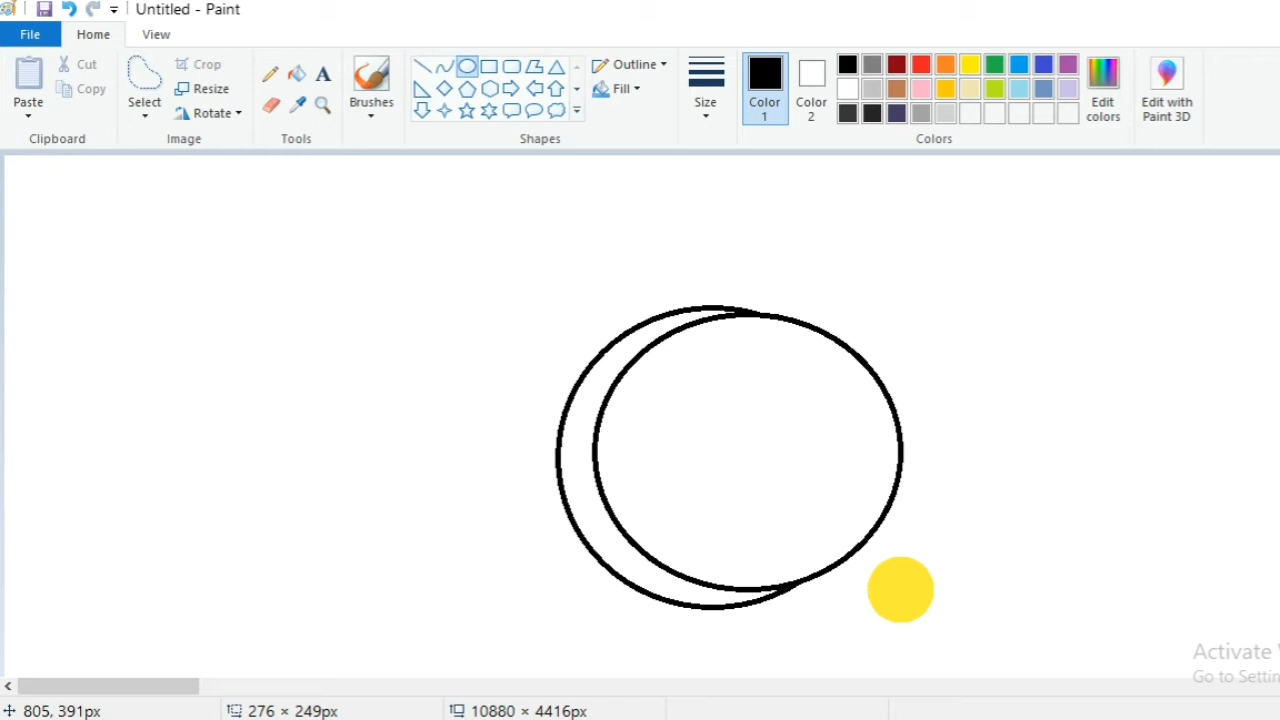 Untitled - Paint
File Home View
Cut
Copy
Paste
Crop
Resize
Rotate
Select
A
Brushes
Outline
Fill
Size
Color 1
Color 2
Edit colors
Edit with Paint 3D
Clipboard Image Tools Shapes Colors
Activate
Go to Settin
805, 391px 276 × 249px 10880 × 4416px